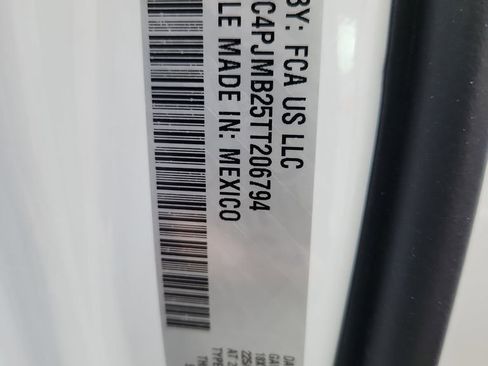 BY: FCA US LLC
C4PJMB25TT206794
LE MADE IN: MEXICO